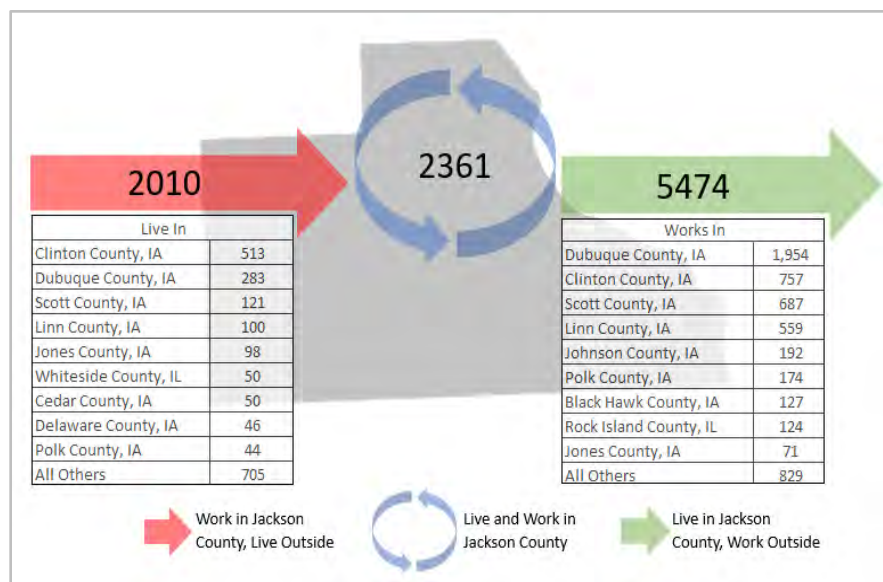 2010
2361
5474
Live In
Clinton County, IA 513
Dubuque County, IA 283
Scott County, IA 121
Linn County, IA 100
Jones County, IA 98
Whiteside County, IL 50
Cedar County, IA 50
Delaware County, IA 46
Polk County, IA 44
All Others 705
Works In
Dubuque County, IA 1,954
Clinton County, IA 757
Scott County, IA 687
Linn County, IA 559
Johnson County, IA 192
Polk County, IA 174
Black Hawk County, IA 127
Rock Island County, IL 124
Jones County, IA 71
All Others 829
Work in Jackson
County, Live Outside
Live and Work in
Jackson County
Live in Jackson
County, Work Outside